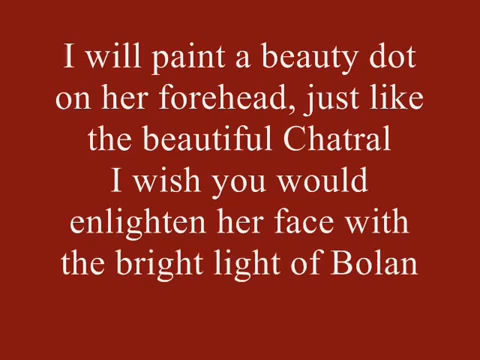 I will paint a beauty dot
on her forehead, just like
the beautiful Chatral
I wish you would
enlighten her face with
the bright light of Bolan